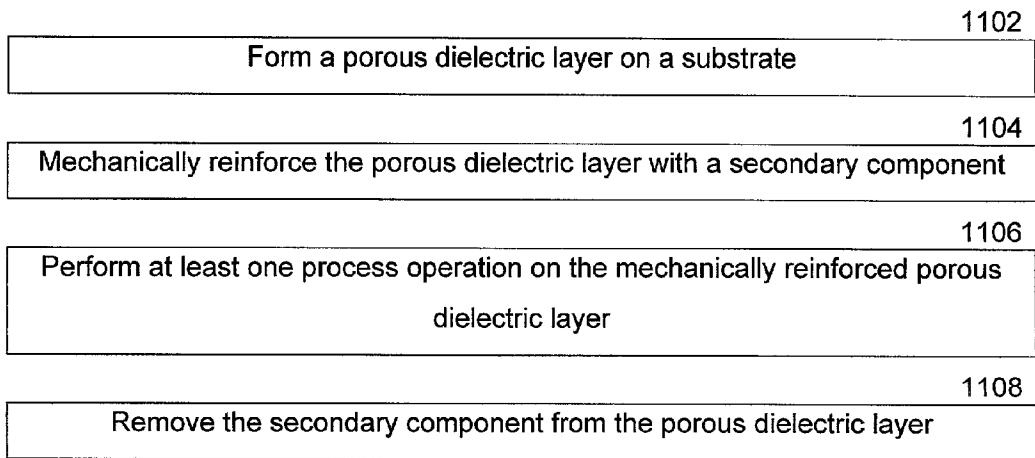 1102
Form a porous dielectric layer on a substrate
1104
Mechanically reinforce the porous dielectric layer with a secondary component
1106
Perform at least one process operation on the mechanically reinforced porous
dielectric layer
1108
Remove the secondary component from the porous dielectric layer